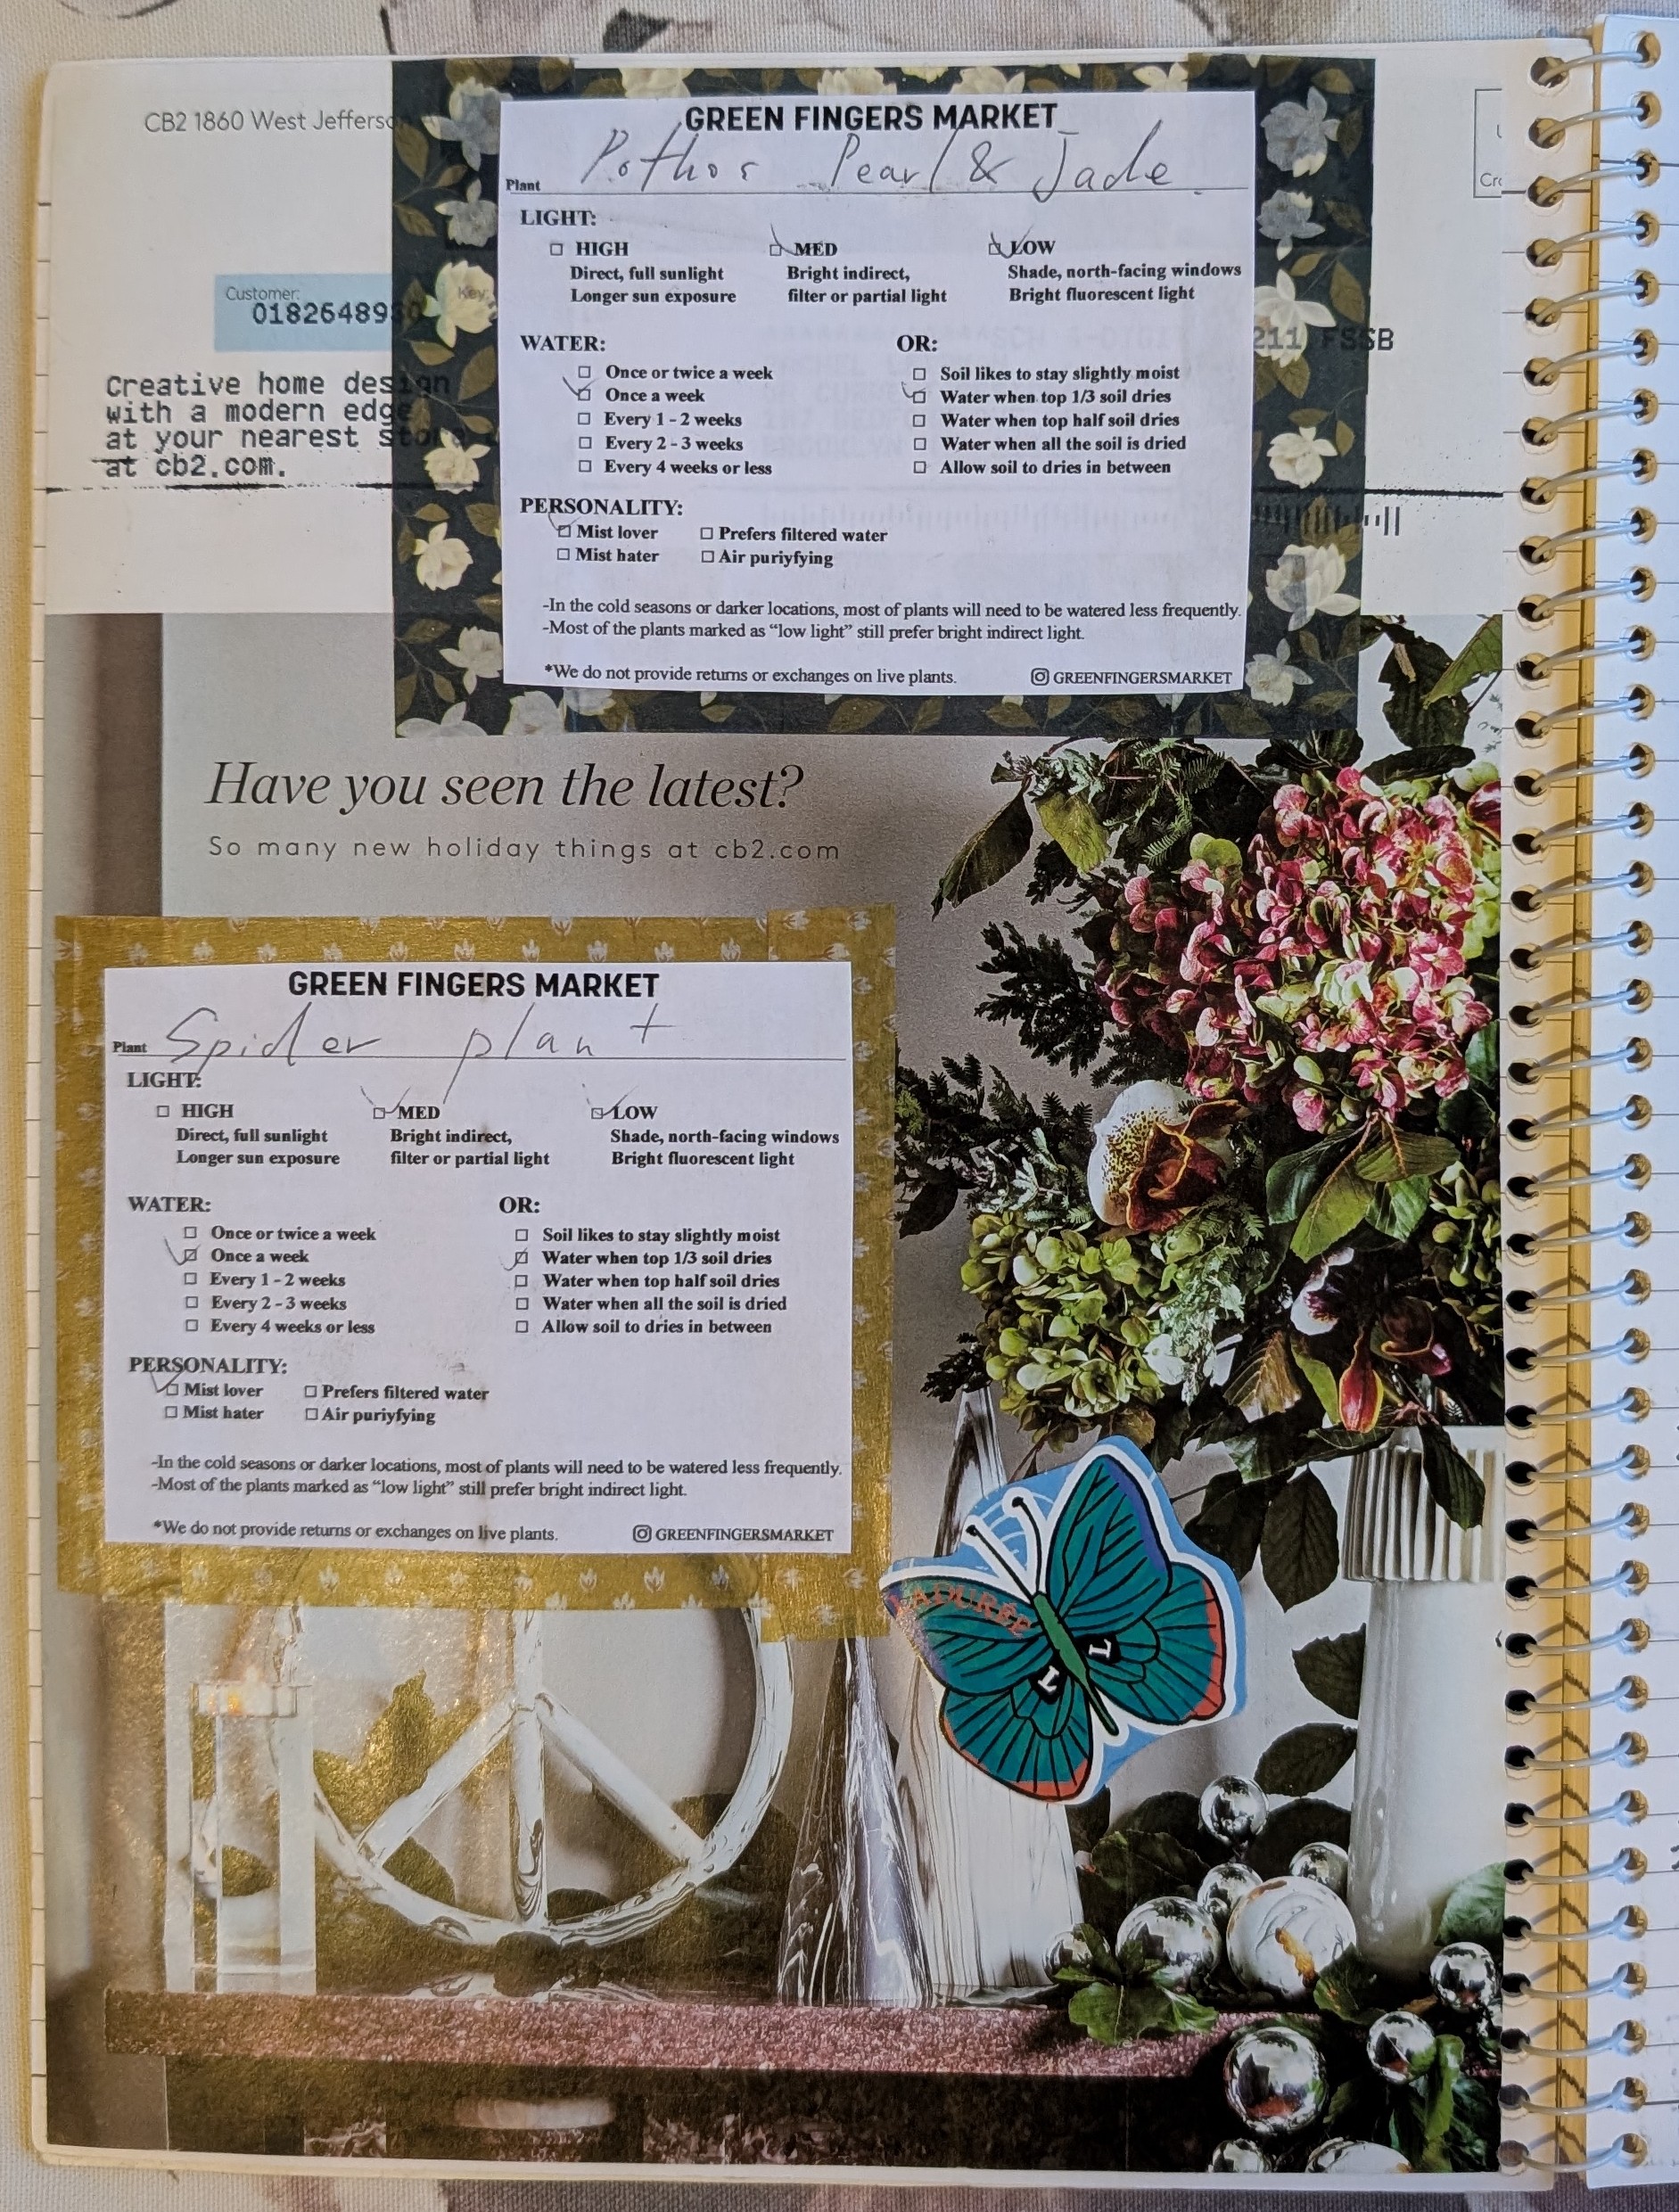 CB2 1860 West Jefferso
Customer:
0182648930
Key:
Creative home design
with a modern edge
at your nearest store
at cb2.com.
211 FSSB
GREEN FINGERS MARKET
Plant Pothos Pearl & Jade
LIGHT:
☐ HIGH ☑ MED ☑ LOW
Direct, full sunlight Bright indirect, Shade, north-facing windows
Longer sun exposure filter or partial light Bright fluorescent light
WATER: OR:
☐ Once or twice a week ☐ Soil likes to stay slightly moist
☑ Once a week ☑ Water when top 1/3 soil dries
☐ Every 1 - 2 weeks ☐ Water when top half soil dries
☐ Every 2 - 3 weeks ☐ Water when all the soil is dried
☐ Every 4 weeks or less ☐ Allow soil to dries in between
PERSONALITY:
☑ Mist lover ☐ Prefers filtered water
☐ Mist hater ☐ Air puriyfying
-In the cold seasons or darker locations, most of plants will need to be watered less frequently.
-Most of the plants marked as “low light” still prefer bright indirect light.
*We do not provide returns or exchanges on live plants. GREENFINGERSMARKET
Have you seen the latest?
So many new holiday things at cb2.com
GREEN FINGERS MARKET
Plant Spider plant
LIGHT:
☐ HIGH ☑ MED ☑ LOW
Direct, full sunlight Bright indirect, Shade, north-facing windows
Longer sun exposure filter or partial light Bright fluorescent light
WATER: OR:
☐ Once or twice a week ☐ Soil likes to stay slightly moist
☑ Once a week ☑ Water when top 1/3 soil dries
☐ Every 1 - 2 weeks ☐ Water when top half soil dries
☐ Every 2 - 3 weeks ☐ Water when all the soil is dried
☐ Every 4 weeks or less ☐ Allow soil to dries in between
PERSONALITY:
☑ Mist lover ☐ Prefers filtered water
☐ Mist hater ☐ Air puriyfying
-In the cold seasons or darker locations, most of plants will need to be watered less frequently.
-Most of the plants marked as “low light” still prefer bright indirect light.
*We do not provide returns or exchanges on live plants. GREENFINGERSMARKET
LADURÉE